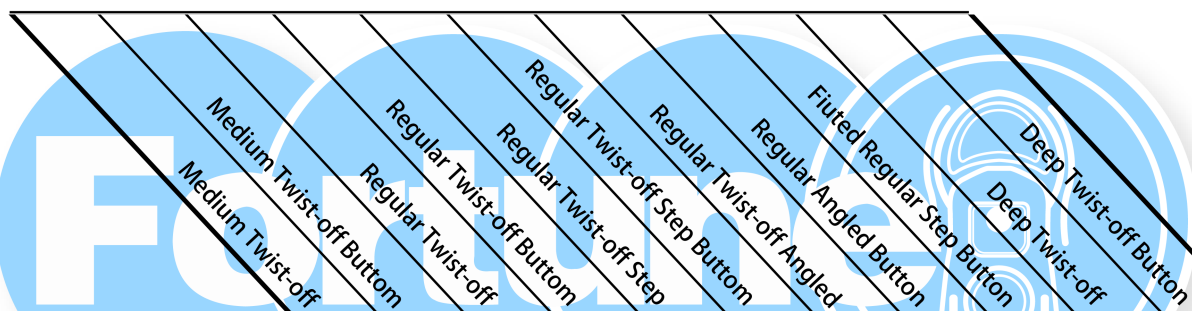 Medium Twist-off
Medium Twist-off Buttom
Regular Twist-off
Regular Twist-off Buttom
Regular Twist-off Step
Regular Twist-off Step Buttom
Regular Twist-off Angled
Regular Angled Button
Fiuted Regular Step Button
Deep Twist-off
Deep Twist-off Button
Fortune